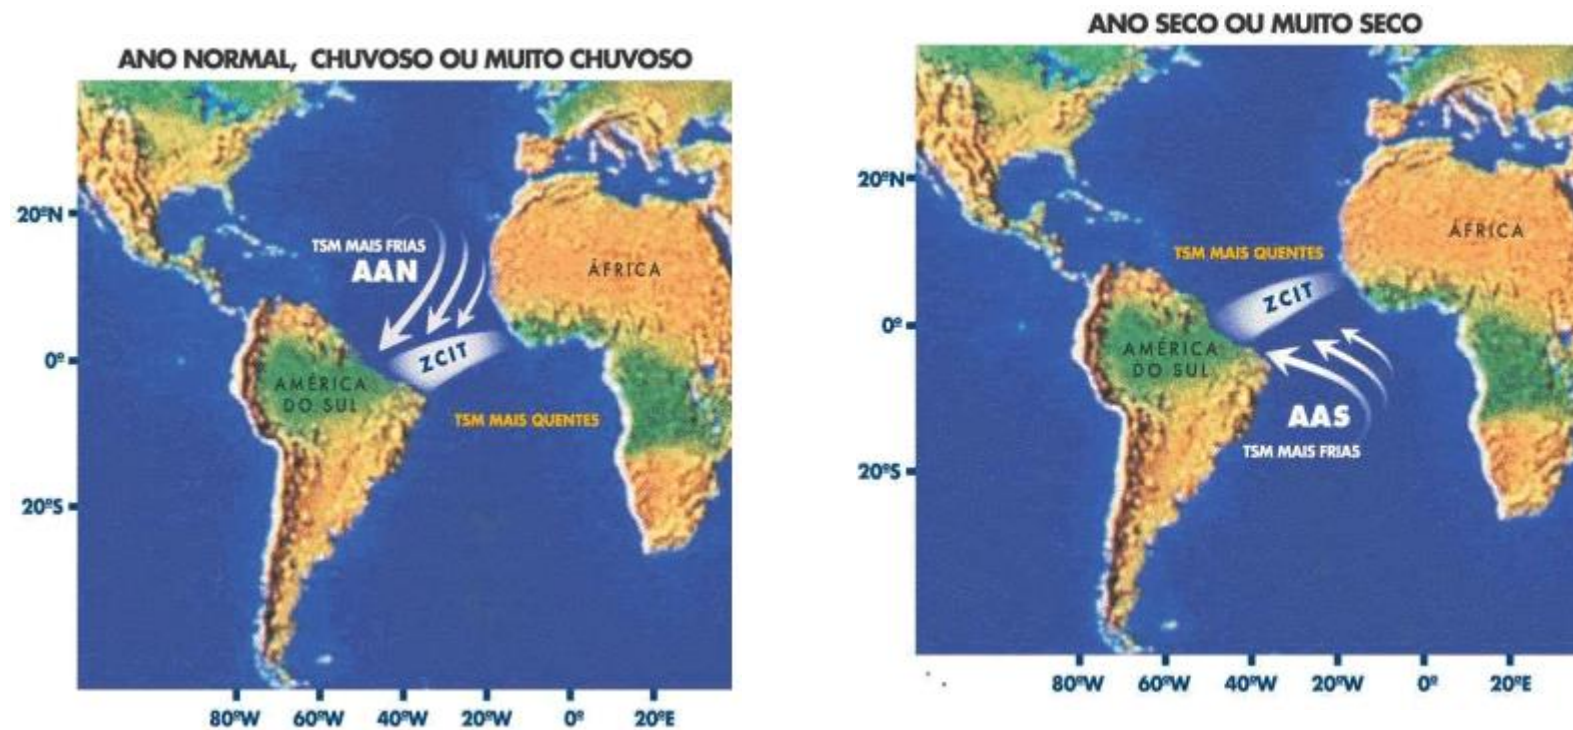 ANO NORMAL, CHUVOSO OU MUITO CHUVOSO
20ºN
TSM MAIS FRIAS
AAN
ÁFRICA
ZCIT
0º
AMÉRICA
DO SUL
TSM MAIS QUENTES
20ºS
80ºW 60ºW 40ºW 20ºW 0º 20ºE
ANO SECO OU MUITO SECO
20ºN
ÁFRICA
TSM MAIS QUENTES
ZCIT
0º
AMÉRICA
DO SUL
AAS
TSM MAIS FRIAS
20ºS
80ºW 60ºW 40ºW 20ºW 0º 20ºE